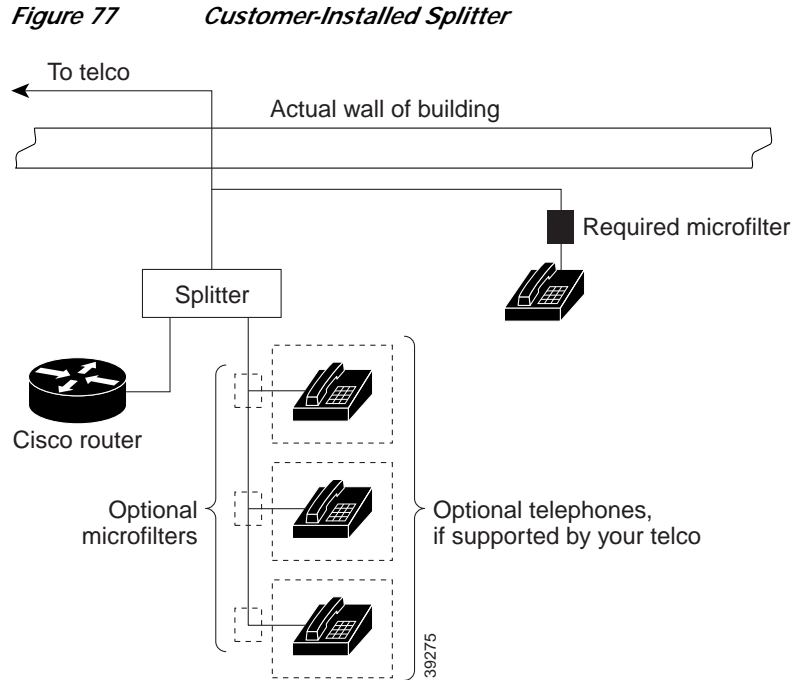 Figure 77 Customer-Installed Splitter
To telco
Actual wall of building
Required microfilter
Splitter
Cisco router
Optional
microfilters
Optional telephones,
if supported by your telco
39275